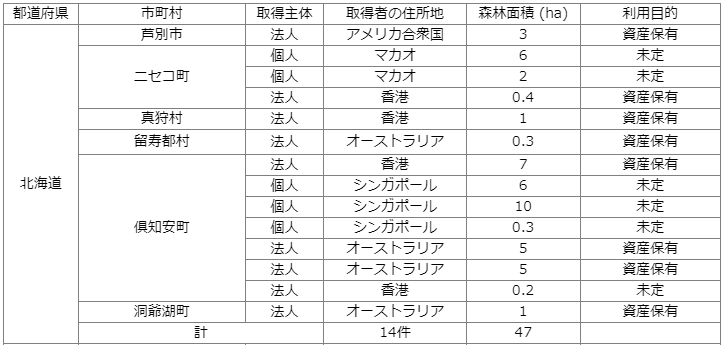 都道府県 市町村 取得主体 取得者の住所地 森林面積 (ha) 利用目的
北海道 芦別市 法人 アメリカ合衆国 3 資産保有
ニセコ町 個人 マカオ 6 未定
個人 マカオ 2 未定
法人 香港 0.4 資産保有
真狩村 法人 香港 1 資産保有
留寿都村 法人 オーストラリア 0.3 資産保有
倶知安町 法人 香港 7 資産保有
個人 シンガポール 6 未定
個人 シンガポール 10 未定
個人 シンガポール 0.3 未定
法人 オーストラリア 5 資産保有
法人 オーストラリア 5 資産保有
法人 香港 0.2 未定
洞爺湖町 法人 オーストラリア 1 資産保有
計 14件 47